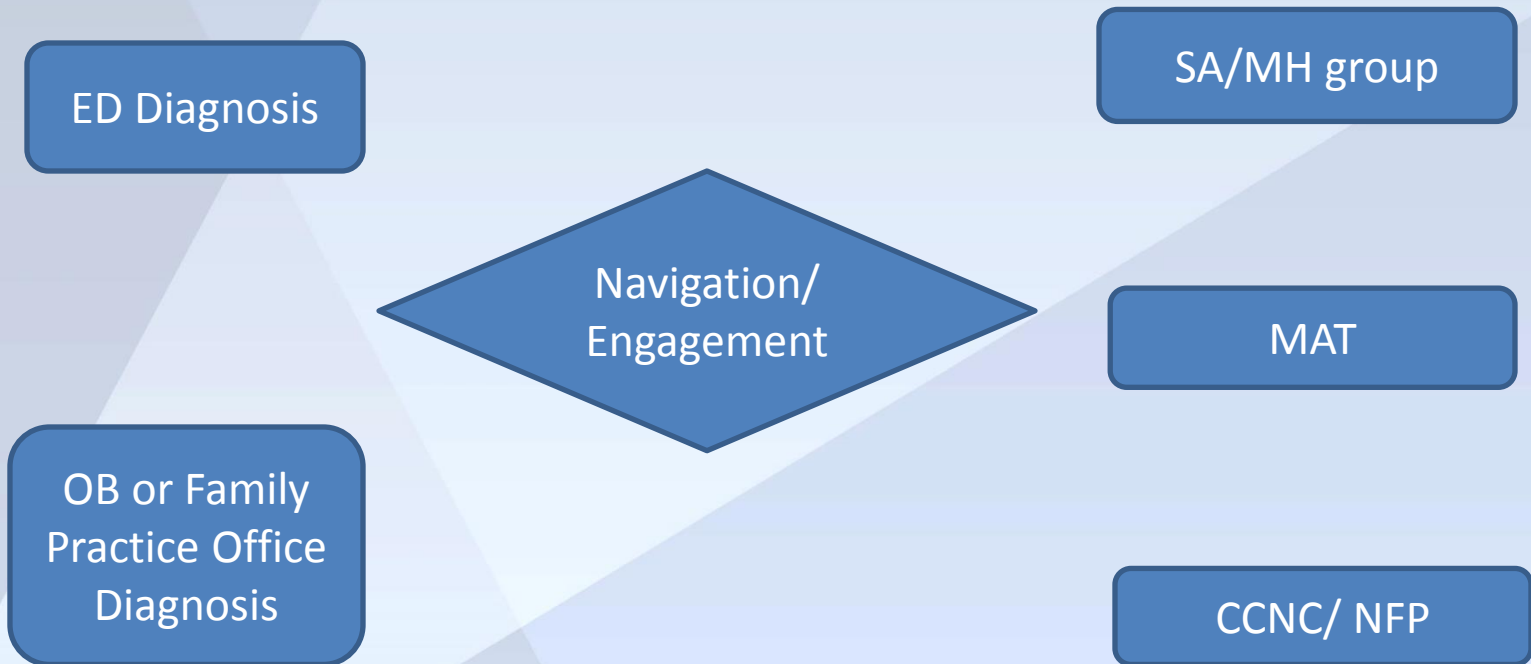 ED Diagnosis
OB or Family
Practice Office
Diagnosis
Navigation/
Engagement
SA/MH group
MAT
CCNC/ NFP